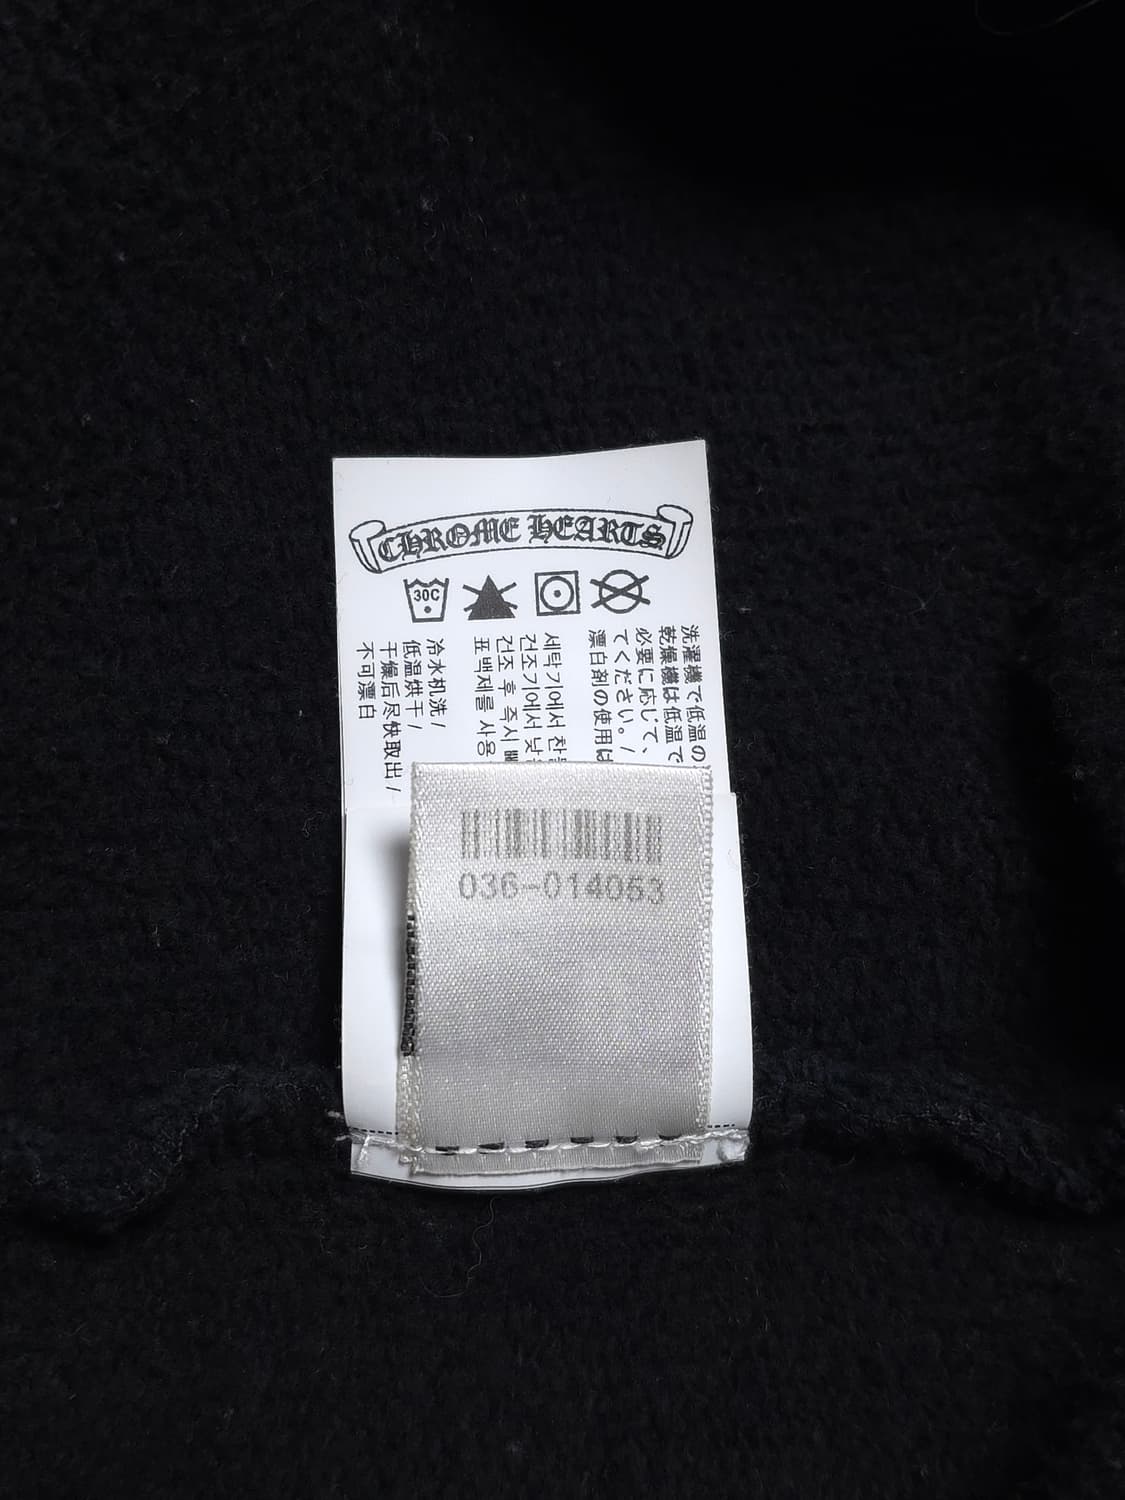 CHROME HEARTS
30C
洗濯機で低温の
乾燥機は低温で
必要に応じて、
てください。/
漂白剤の使用は
세탁기에서 찬
건조기에서 낮
건조 후 즉시
표백제를 사용
冷水机洗 /
低温烘干 /
干燥后尽快取出 /
不可漂白
036-014053